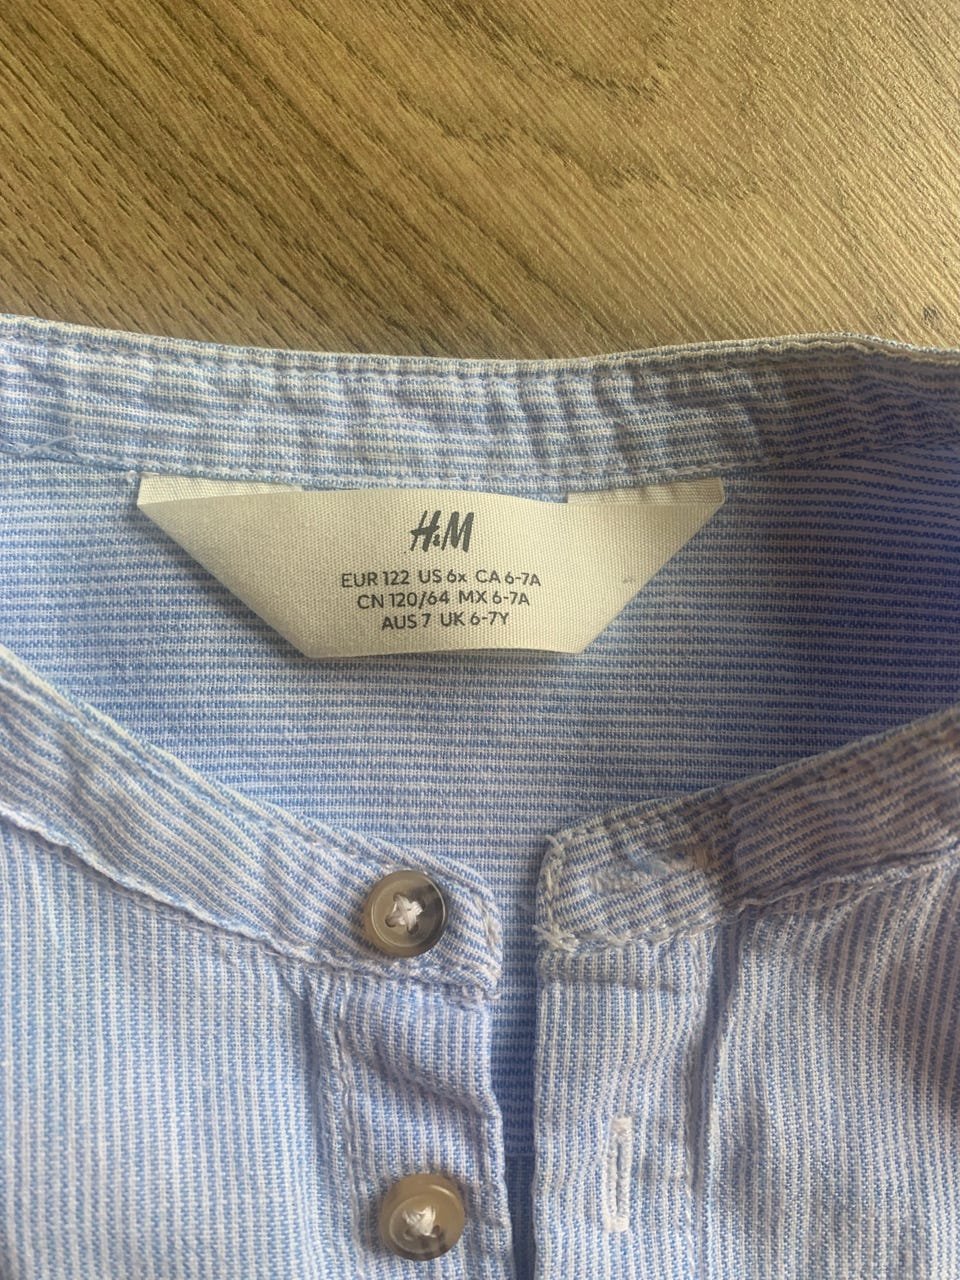 H&M
EUR 122 US 6x CA 6-7A
CN 120/64 MX 6-7A
AUS 7 UK 6-7Y